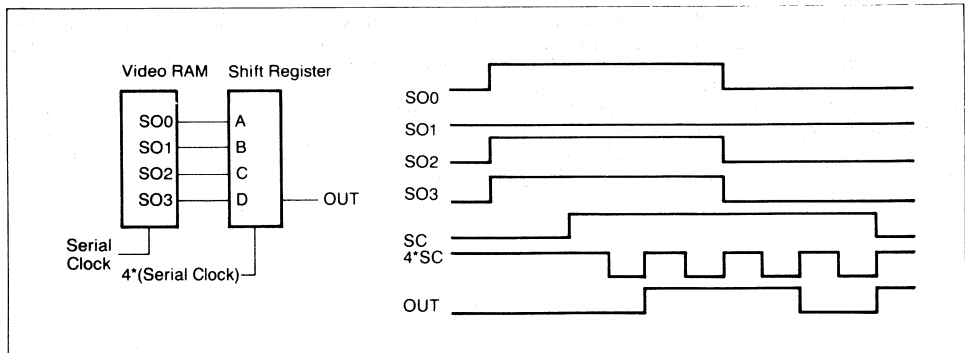 Video RAM
Shift Register
SO0
A
SO1
B
SO2
C
SO3
D
OUT
Serial
Clock
4*(Serial Clock)
SO0
SO1
SO2
SO3
SC
4*SC
OUT